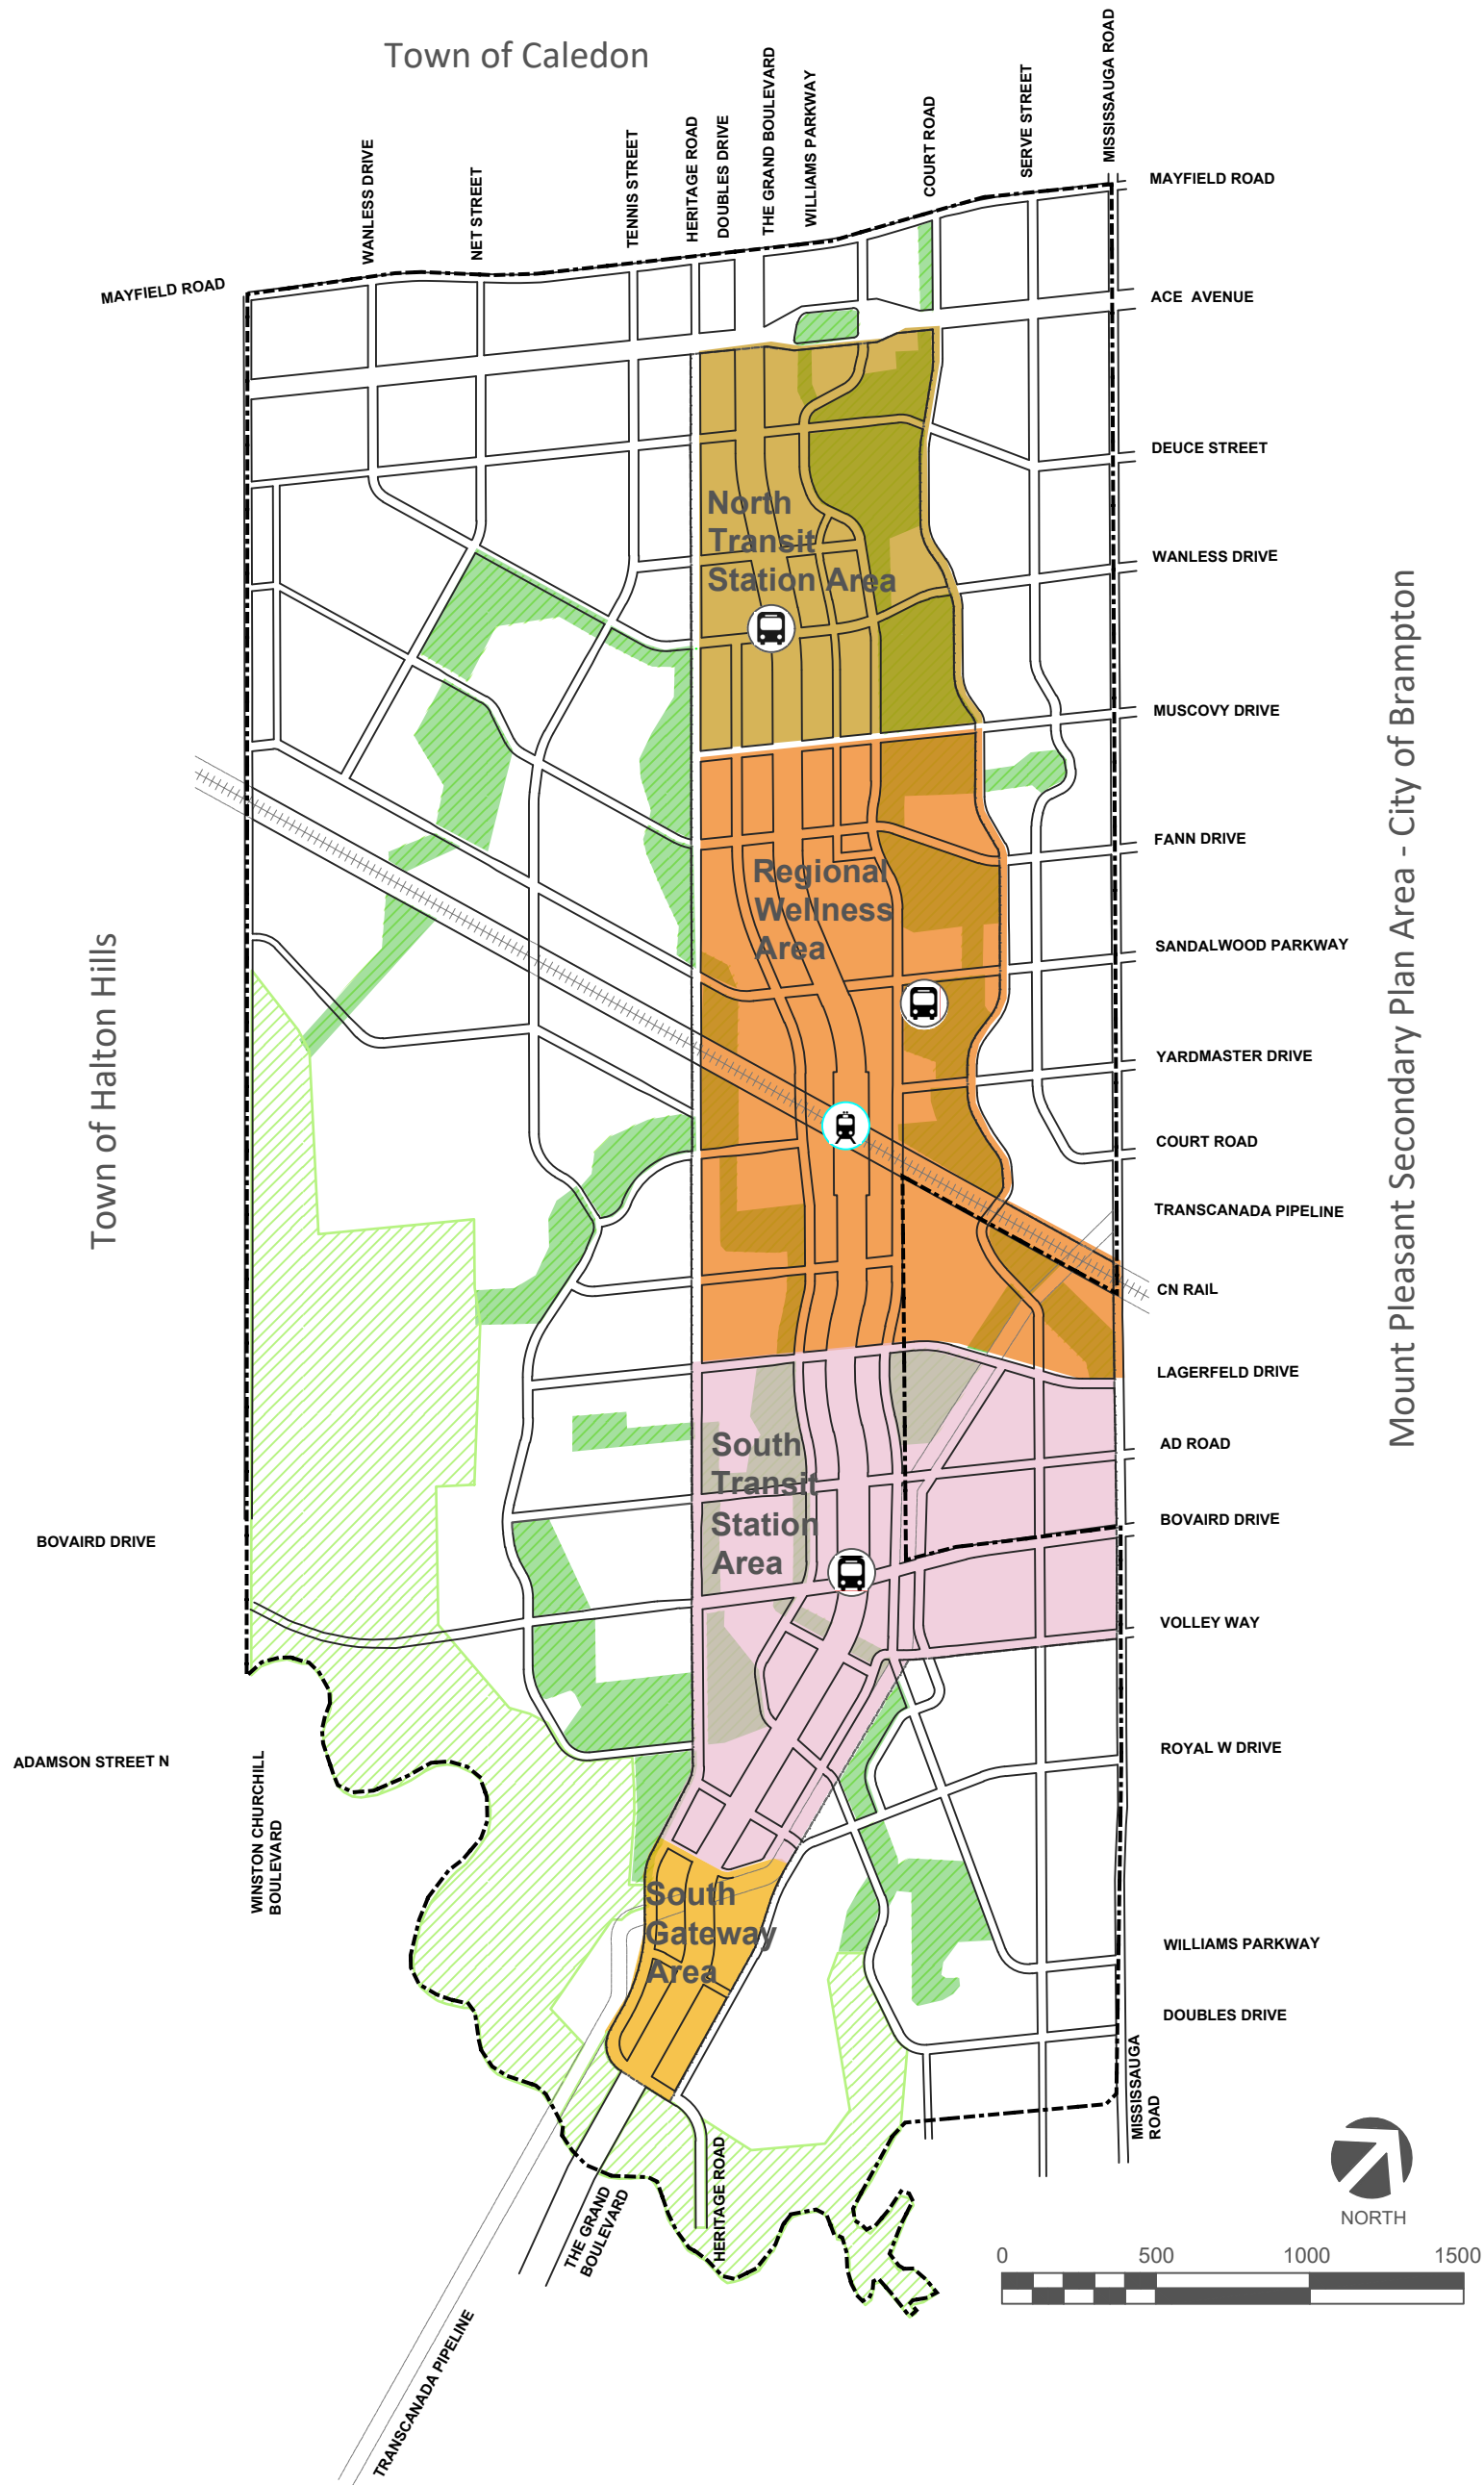 Town of Caledon
WANLESS DRIVE
NET STREET
TENNIS STREET
HERITAGE ROAD
DOUBLES DRIVE
THE GRAND BOULEVARD
WILLIAMS PARKWAY
COURT ROAD
SERVE STREET
MISSISSAUGA ROAD
MAYFIELD ROAD
MAYFIELD ROAD
ACE AVENUE
DEUCE STREET
North
Transit
Station Area
WANLESS DRIVE
MUSCOVY DRIVE
FANN DRIVE
Regional
Wellness
Area
SANDALWOOD PARKWAY
YARDMASTER DRIVE
COURT ROAD
TRANSCANADA PIPELINE
CN RAIL
LAGERFELD DRIVE
Town of Halton Hills
Mount Pleasant Secondary Plan Area - City of Brampton
South
Transit
Station
Area
AD ROAD
BOVAIRD DRIVE
BOVAIRD DRIVE
VOLLEY WAY
ROYAL W DRIVE
ADAMSON STREET N
WINSTON CHURCHILL
BOULEVARD
South
Gateway
Area
WILLIAMS PARKWAY
DOUBLES DRIVE
MISSISSAUGA
ROAD
HERITAGE ROAD
THE GRAND
BOULEVARD
TRANSCANADA PIPELINE
NORTH
0 500 1000 1500